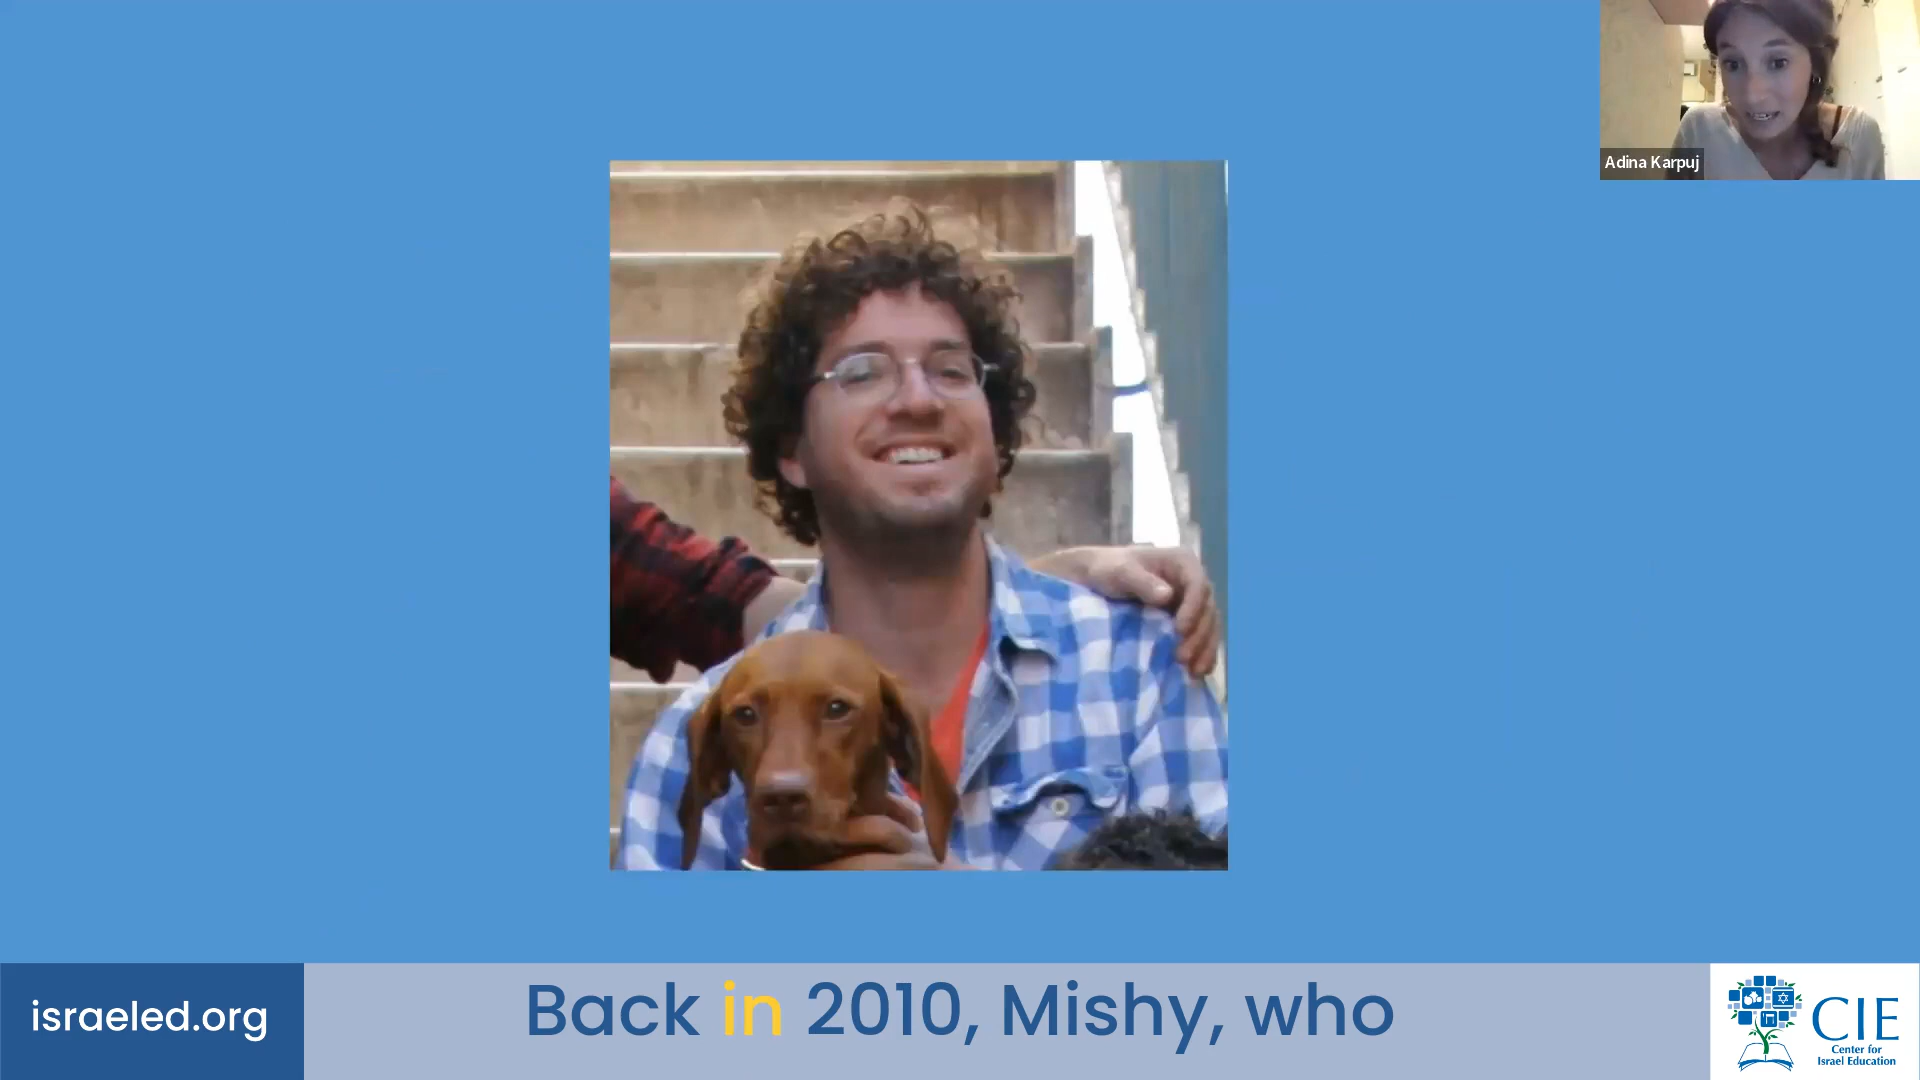 Adina Karpuj
israeled.org
Back in 2010, Mishy, who
CIE
Center for
Israel Education